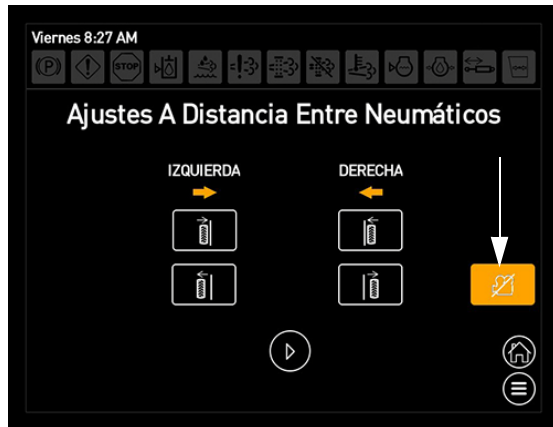 Viernes 8:27 AM
(P)
STOP
Ajustes A Distancia Entre Neumáticos
IZQUIERDA
DERECHA